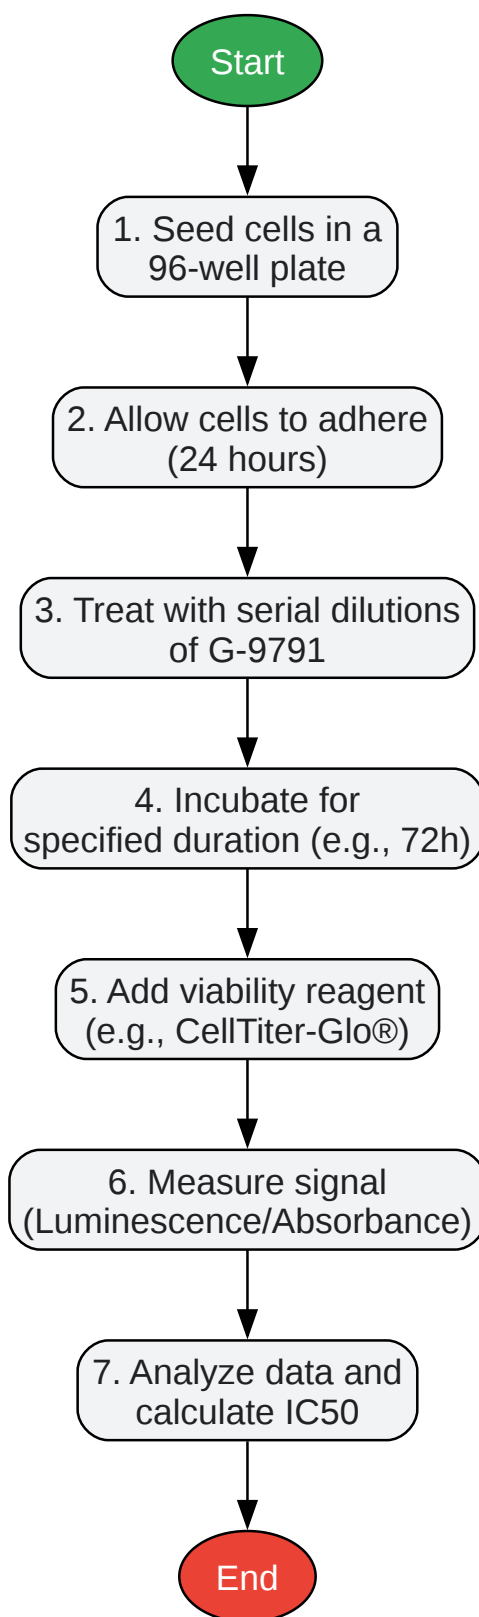 Start
1. Seed cells in a
96-well plate
2. Allow cells to adhere
(24 hours)
3. Treat with serial dilutions
of G-9791
4. Incubate for
specified duration (e.g., 72h)
5. Add viability reagent
(e.g., CellTiter-Glo®)
6. Measure signal
(Luminescence/Absorbance)
7. Analyze data and
calculate IC50
End